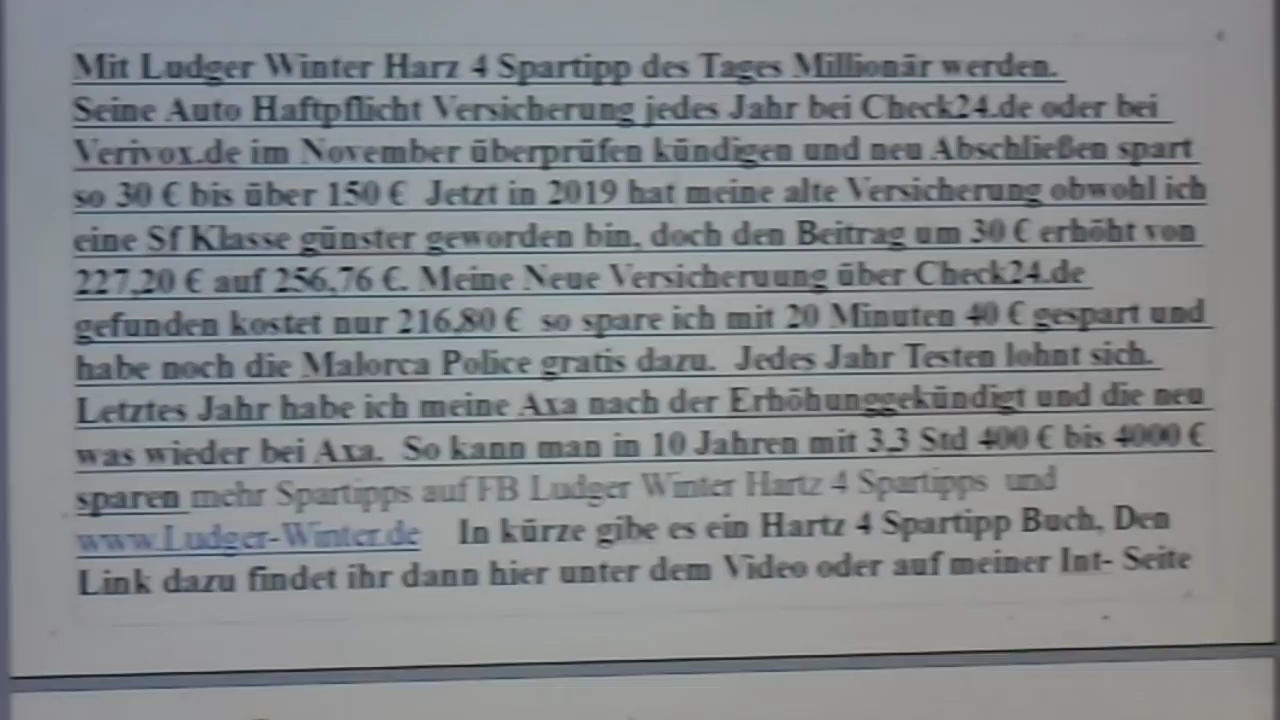 Mit Ludger Winter Harz 4 Spartipp des Tages Millionär werden.
Seine Auto Haftpflicht Versicherung jedes Jahr bei Check24.de oder bei
Verivox.de im November überprüfen kündigen und neu Abschließen spart
so 30 € bis über 150 € Jetzt in 2019 hat meine alte Versicherung obwohl ich
eine Sf Klasse günster geworden bin, doch den Beitrag um 30 € erhöht von
227,20 € auf 256,76 €. Meine Neue Versicheruung über Check24.de
gefunden kostet nur 216,80 € so spare ich mit 20 Minuten 40 € gespart und
habe noch die Malorca Police gratis dazu. Jedes Jahr Testen lohnt sich.
Letztes Jahr habe ich meine Axa nach der Erhöhunggekündigt und die neu
was wieder bei Axa. So kann man in 10 Jahren mit 3,3 Std 400 € bis 4000 €
sparen mehr Spartipps auf FB Ludger Winter Hartz 4 Spartipps und
www.Ludger-Winter.de In kürze gibe es ein Hartz 4 Spartipp Buch, Den
Link dazu findet ihr dann hier unter dem Video oder auf meiner Int- Seite